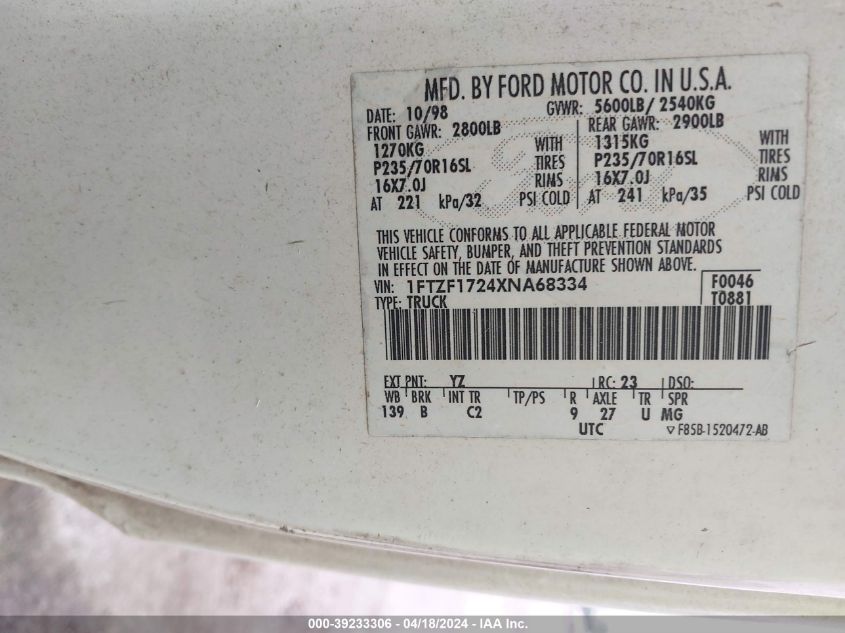 MFD. BY FORD MOTOR CO. IN U.S.A.
DATE: 10/98 GVWR: 5600LB/ 2540KG
FRONT GAWR: 2800LB REAR GAWR: 2900LB
1270KG WITH 1315KG WITH
P235/70R16SL TIRES P235/70R16SL TIRES
16X7.0J RIMS 16X7.0J RIMS
AT 221 kPa/32 PSI COLD AT 241 kPa/35 PSI COLD
THIS VEHICLE CONFORMS TO ALL APPLICABLE FEDERAL MOTOR
VEHICLE SAFETY, BUMPER, AND THEFT PREVENTION STANDARDS
IN EFFECT ON THE DATE OF MANUFACTURE SHOWN ABOVE.
VIN: 1FTZF1724XNA68334 F0046
TYPE: TRUCK T0881
EXT PNT: YZ RC: 23 DSO:
WB BRK INT TR TP/PS R AXLE TR SPR
139 B C2 9 27 U MG
UTC ▽ F85B-1520472-AB
000-39233306 - 04/18/2024 - IAA Inc.